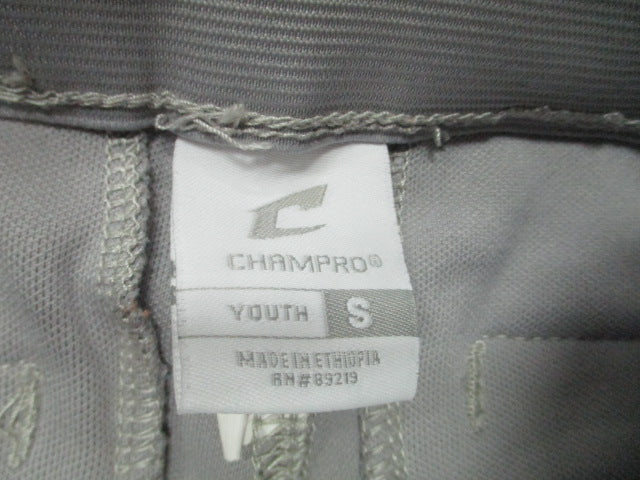 CHAMPRO®
YOUTH S
MADE IN ETHIOPIA
RN#89219